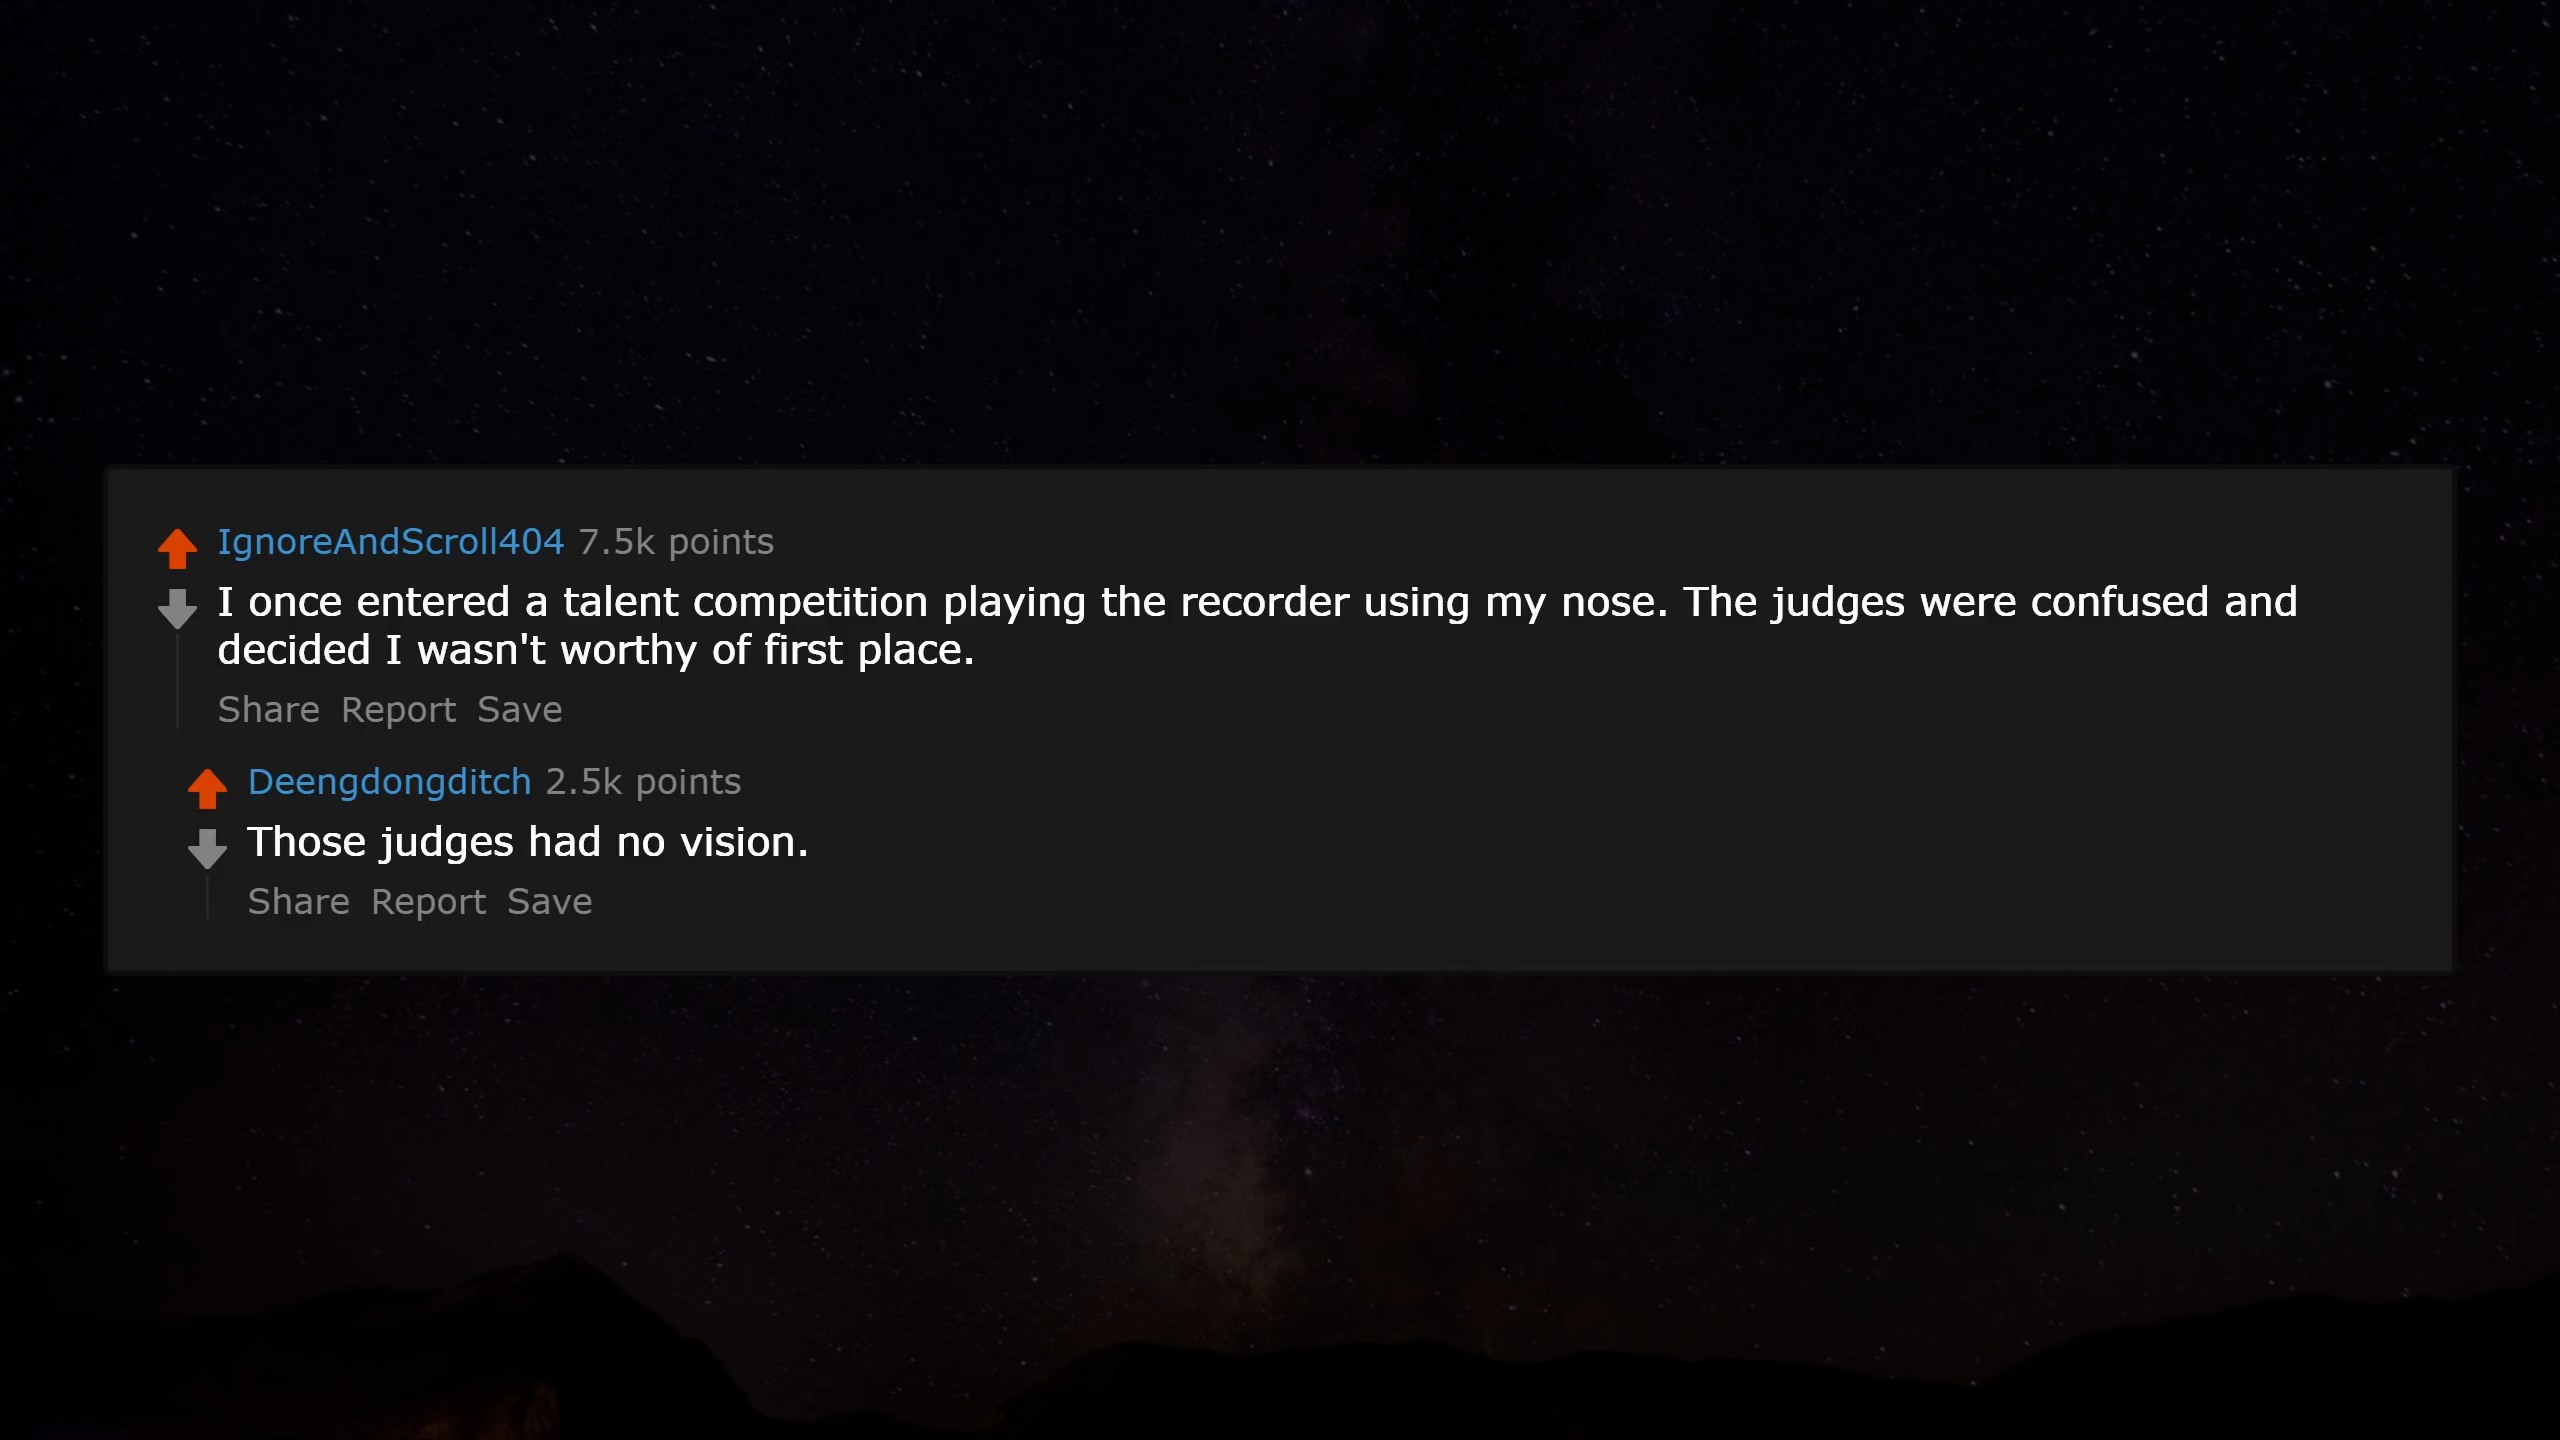 IgnoreAndScroll404 7.5k points
I once entered a talent competition playing the recorder using my nose. The judges were confused and
decided I wasn't worthy of first place.
Share Report Save
Deengdongditch 2.5k points
Those judges had no vision.
Share Report Save